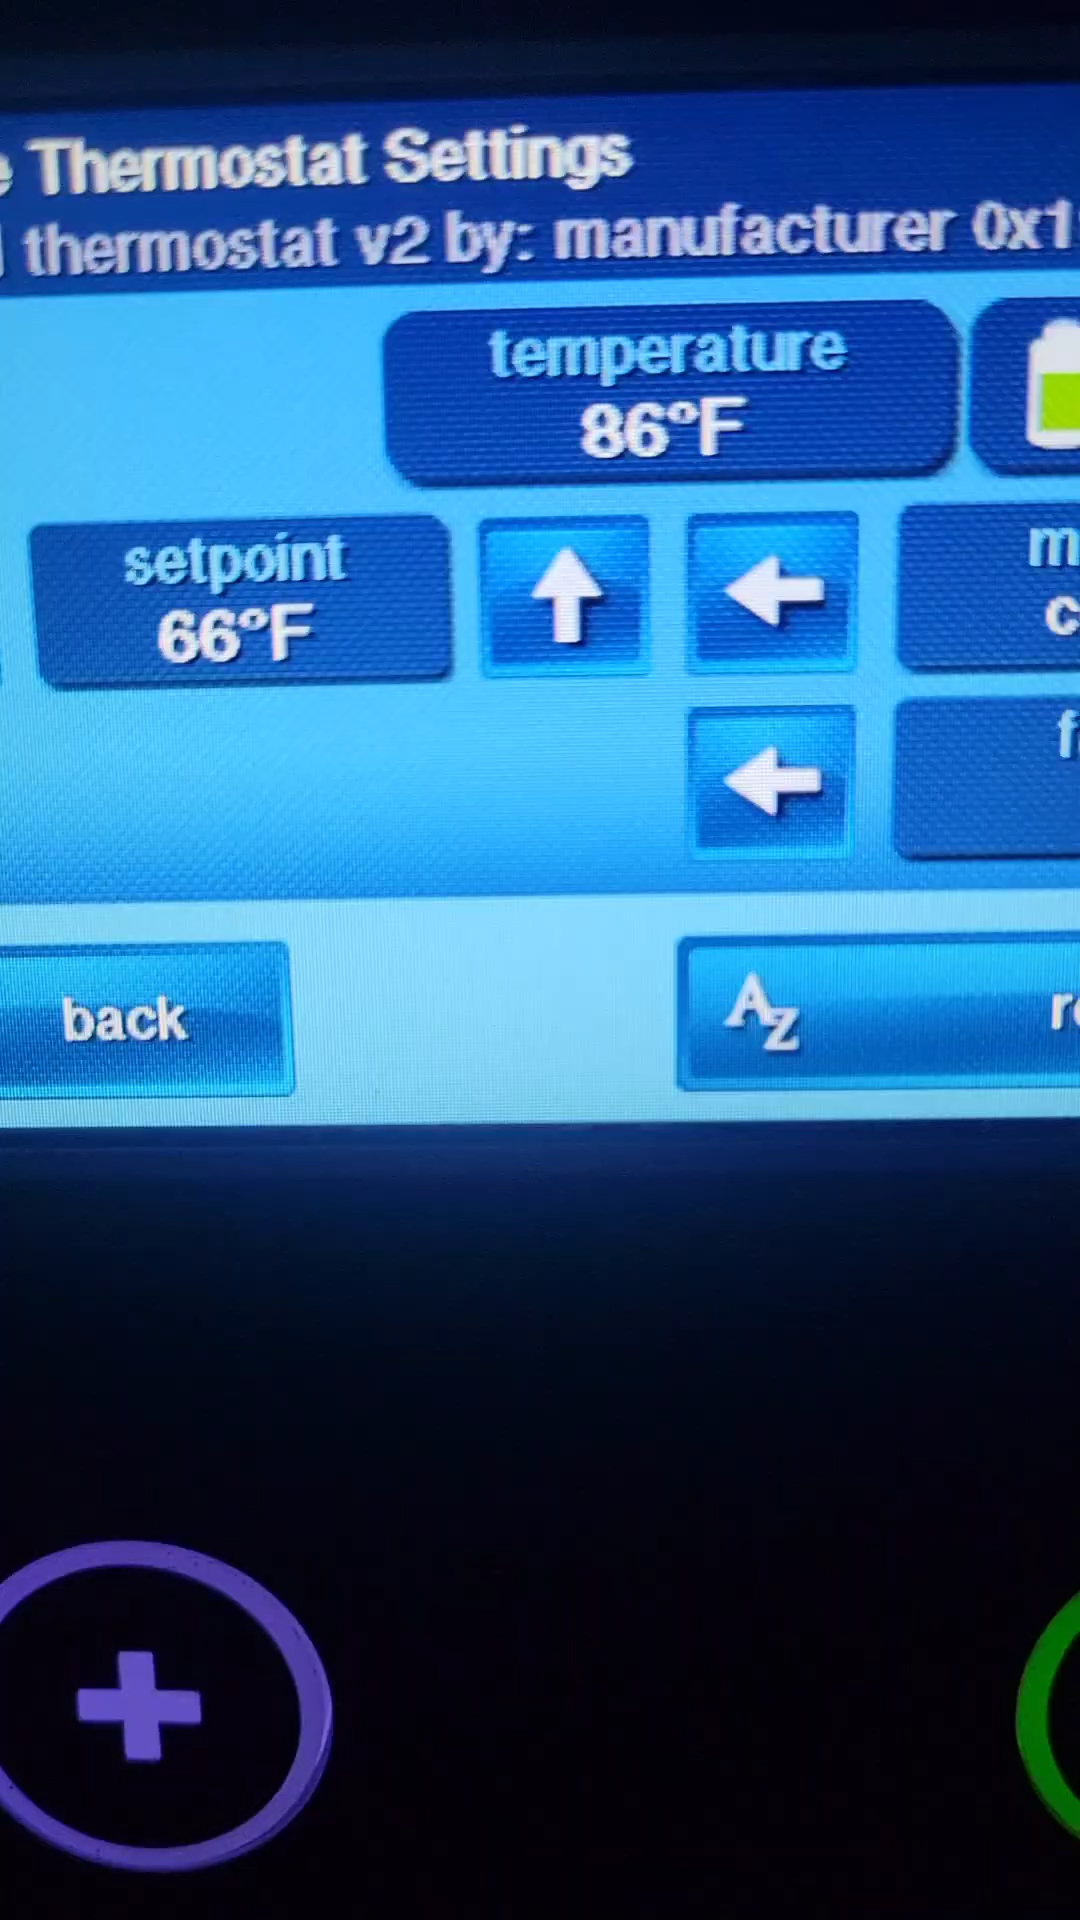 Thermostat Settings
thermostat v2 by: manufacturer 0x1
temperature
86°F
setpoint
66°F
back
AZ